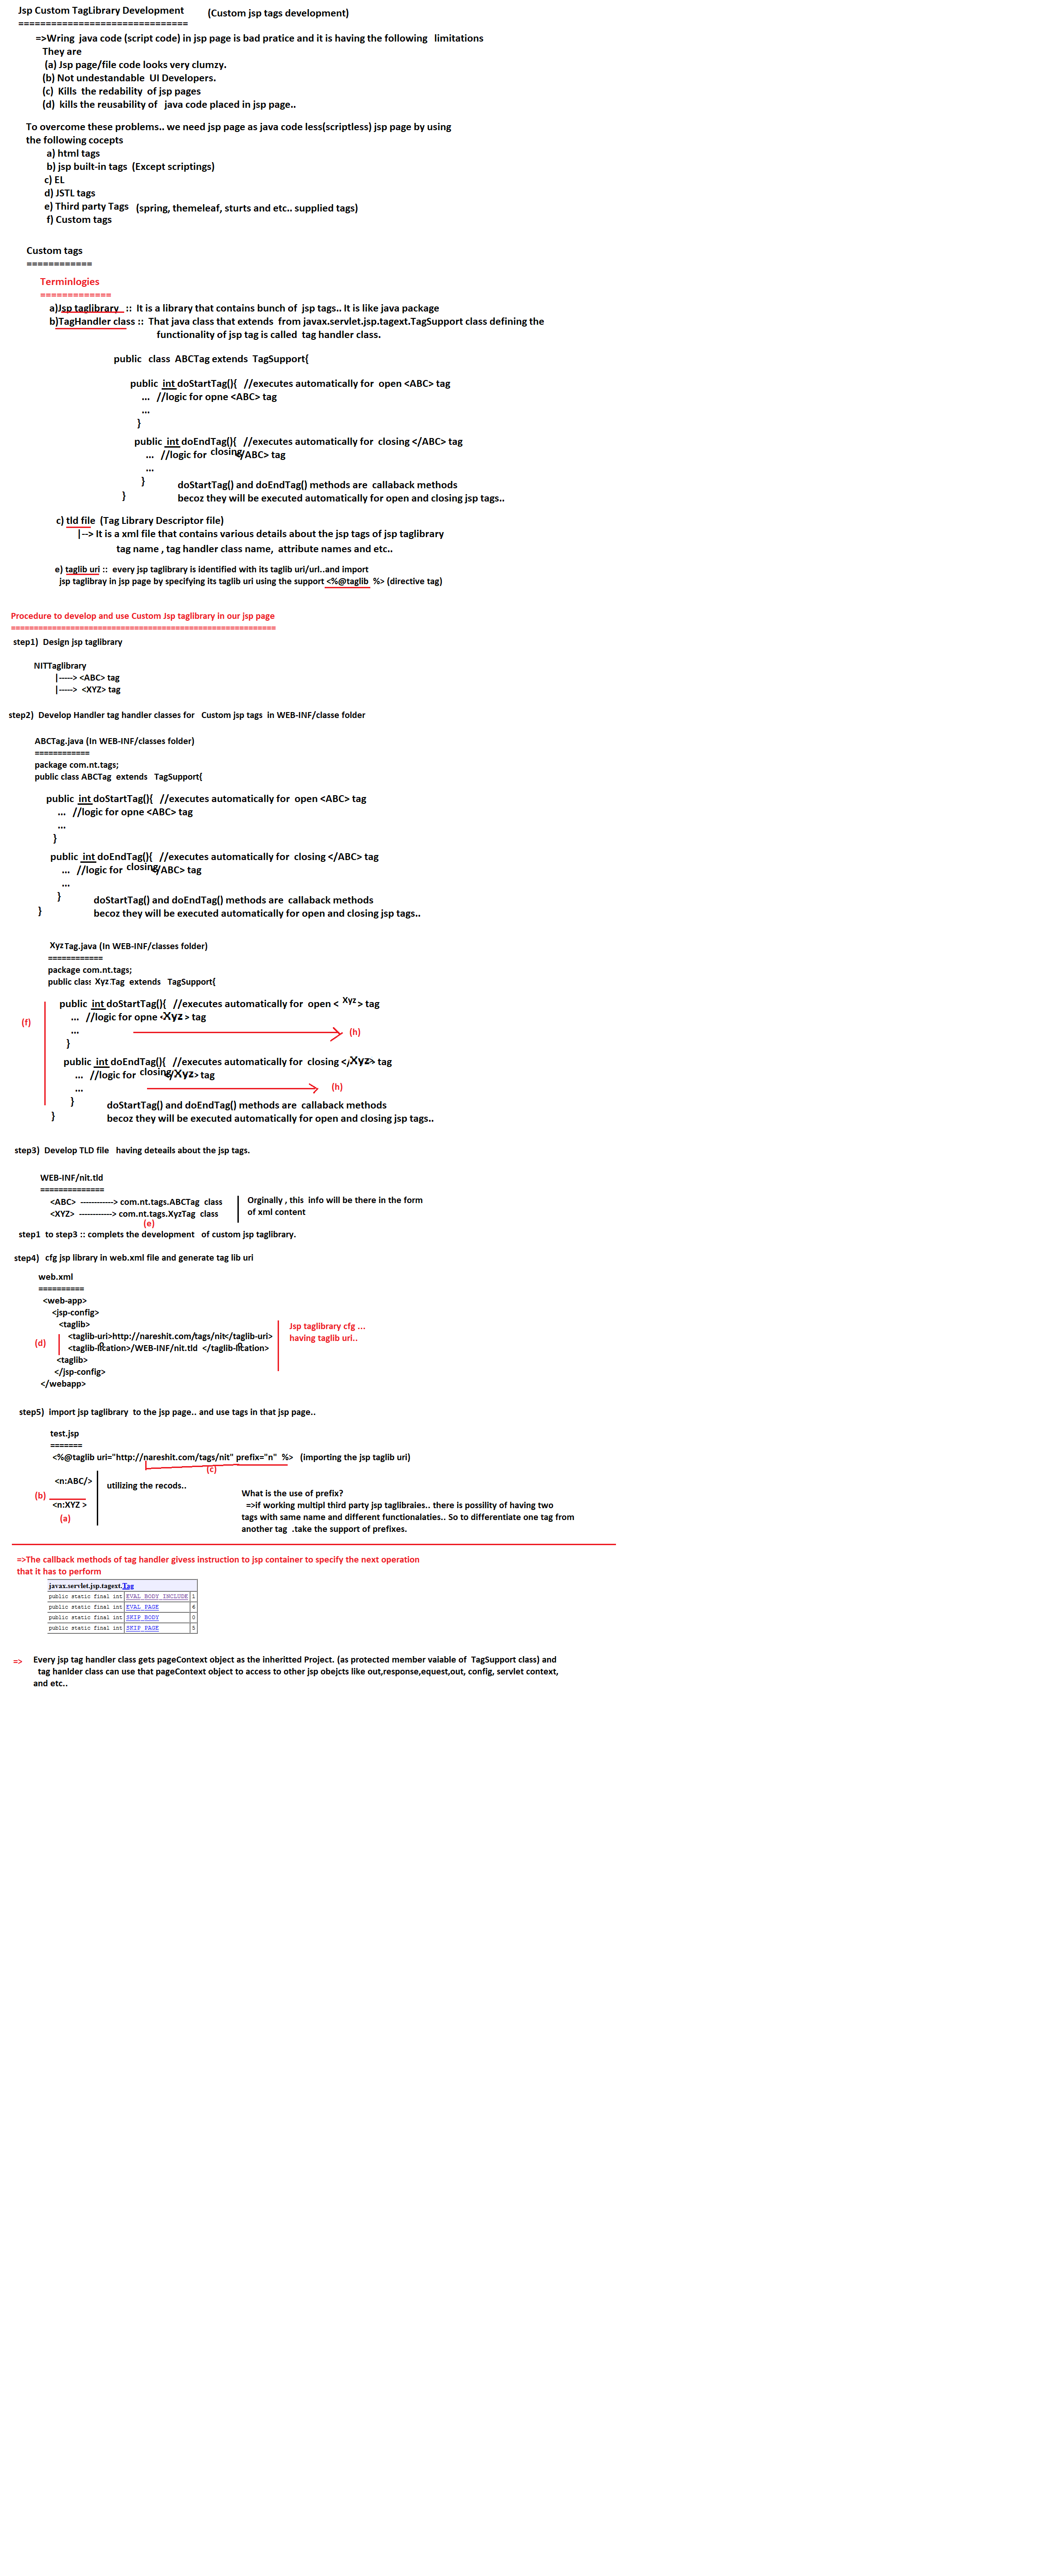 Jsp Custom TagLibrary Development (Custom jsp tags development)
===============================
=>Wring java code (script code) in jsp page is bad pratice and it is having the following limitations
They are
(a) Jsp page/file code looks very clumzy.
(b) Not undestandable UI Developers.
(c) Kills the redability of jsp pages
(d) kills the reusability of java code placed in jsp page..
To overcome these problems.. we need jsp page as java code less(scriptless) jsp page by using
the following cocepts
a) html tags
b) jsp built-in tags (Except scriptings)
c) EL
d) JSTL tags
e) Third party Tags (spring, themeleaf, sturts and etc.. supplied tags)
f) Custom tags
Custom tags
============
Terminlogies
=============
a)Jsp taglibrary :: It is a library that contains bunch of jsp tags.. It is like java package
b)TagHandler class :: That java class that extends from javax.servlet.jsp.tagext.TagSupport class defining the
functionality of jsp tag is called tag handler class.
public class ABCTag extends TagSupport{
public int doStartTag(){ //executes automatically for open <ABC> tag
... //logic for opne <ABC> tag
...
}
public int doEndTag(){ //executes automatically for closing </ABC> tag
... //logic for closing </ABC> tag
...
}
doStartTag() and doEndTag() methods are callaback methods
} becoz they will be executed automatically for open and closing jsp tags..
c) tld file (Tag Library Descriptor file)
|--> It is a xml file that contains various details about the jsp tags of jsp taglibrary
tag name , tag handler class name, attribute names and etc..
e) taglib uri :: every jsp taglibrary is identified with its taglib uri/url..and import
jsp taglibray in jsp page by specifying its taglib uri using the support <%@taglib %> (directive tag)
Procedure to develop and use Custom Jsp taglibrary in our jsp page
==========================================================
step1) Design jsp taglibrary
NITTaglibrary
|-----> <ABC> tag
|-----> <XYZ> tag
step2) Develop Handler tag handler classes for Custom jsp tags in WEB-INF/classe folder
ABCTag.java (In WEB-INF/classes folder)
============
package com.nt.tags;
public class ABCTag extends TagSupport{
public int doStartTag(){ //executes automatically for open <ABC> tag
... //logic for opne <ABC> tag
...
}
public int doEndTag(){ //executes automatically for closing </ABC> tag
... //logic for closing </ABC> tag
...
}
doStartTag() and doEndTag() methods are callaback methods
} becoz they will be executed automatically for open and closing jsp tags..
XyzTag.java (In WEB-INF/classes folder)
============
package com.nt.tags;
public class Xyz Tag extends TagSupport{
public int doStartTag(){ //executes automatically for open < Xyz > tag
(f) ... //logic for opne <Xyz > tag
... (h)
}
public int doEndTag(){ //executes automatically for closing </Xyz> tag
... //logic for closing </Xyz> tag
... (h)
}
doStartTag() and doEndTag() methods are callaback methods
} becoz they will be executed automatically for open and closing jsp tags..
step3) Develop TLD file having deteails about the jsp tags.
WEB-INF/nit.tld
==============
<ABC> ------------> com.nt.tags.ABCTag class Orginally , this info will be there in the form
<XYZ> ------------> com.nt.tags.XyzTag class of xml content
(e)
step1 to step3 :: complets the development of custom jsp taglibrary.
step4) cfg jsp library in web.xml file and generate tag lib uri
web.xml
==========
<web-app>
<jsp-config>
<taglib> Jsp taglibrary cfg ...
<taglib-uri>http://nareshit.com/tags/nit</taglib-uri> having taglib uri..
(d) <taglib-location>/WEB-INF/nit.tld </taglib-location>
<taglib>
</jsp-config>
</webapp>
step5) import jsp taglibrary to the jsp page.. and use tags in that jsp page..
test.jsp
=======
<%@taglib uri="http://nareshit.com/tags/nit" prefix="n" %> (importing the jsp taglib uri)
(c)
<n:ABC/> utilizing the recods..
(b) What is the use of prefix?
<n:XYZ > =>if working multipl third party jsp taglibraies.. there is possility of having two
(a) tags with same name and different functionalaties.. So to differentiate one tag from
another tag .take the support of prefixes.
=>The callback methods of tag handler givess instruction to jsp container to specify the next operation
that it has to perform
javax.servlet.jsp.tagext.Tag
public static final int EVAL_BODY_INCLUDE 1
public static final int EVAL_PAGE 6
public static final int SKIP_BODY 0
public static final int SKIP_PAGE 5
=> Every jsp tag handler class gets pageContext object as the inheritted Project. (as protected member vaiable of TagSupport class) and
tag hanlder class can use that pageContext object to access to other jsp obejcts like out,response,equest,out, config, servlet context,
and etc..